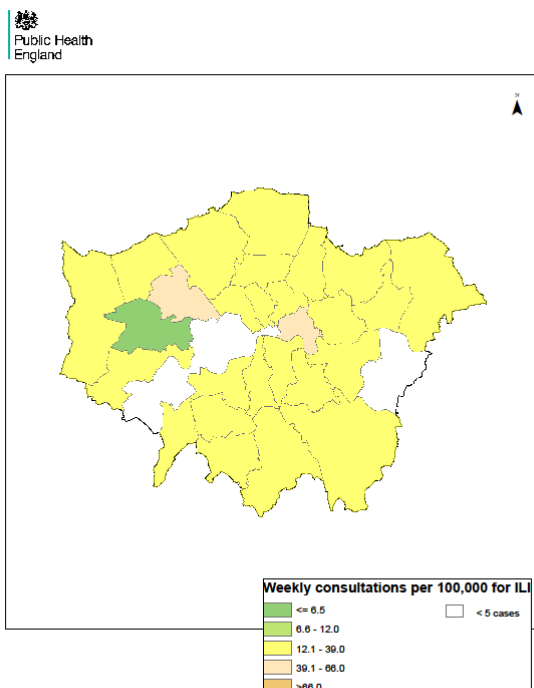 Public Health
England
N
Weekly consultations per 100,000 for ILI
<= 6.5
< 5 cases
6.6 - 12.0
12.1 - 39.0
39.1 - 66.0
>66.0